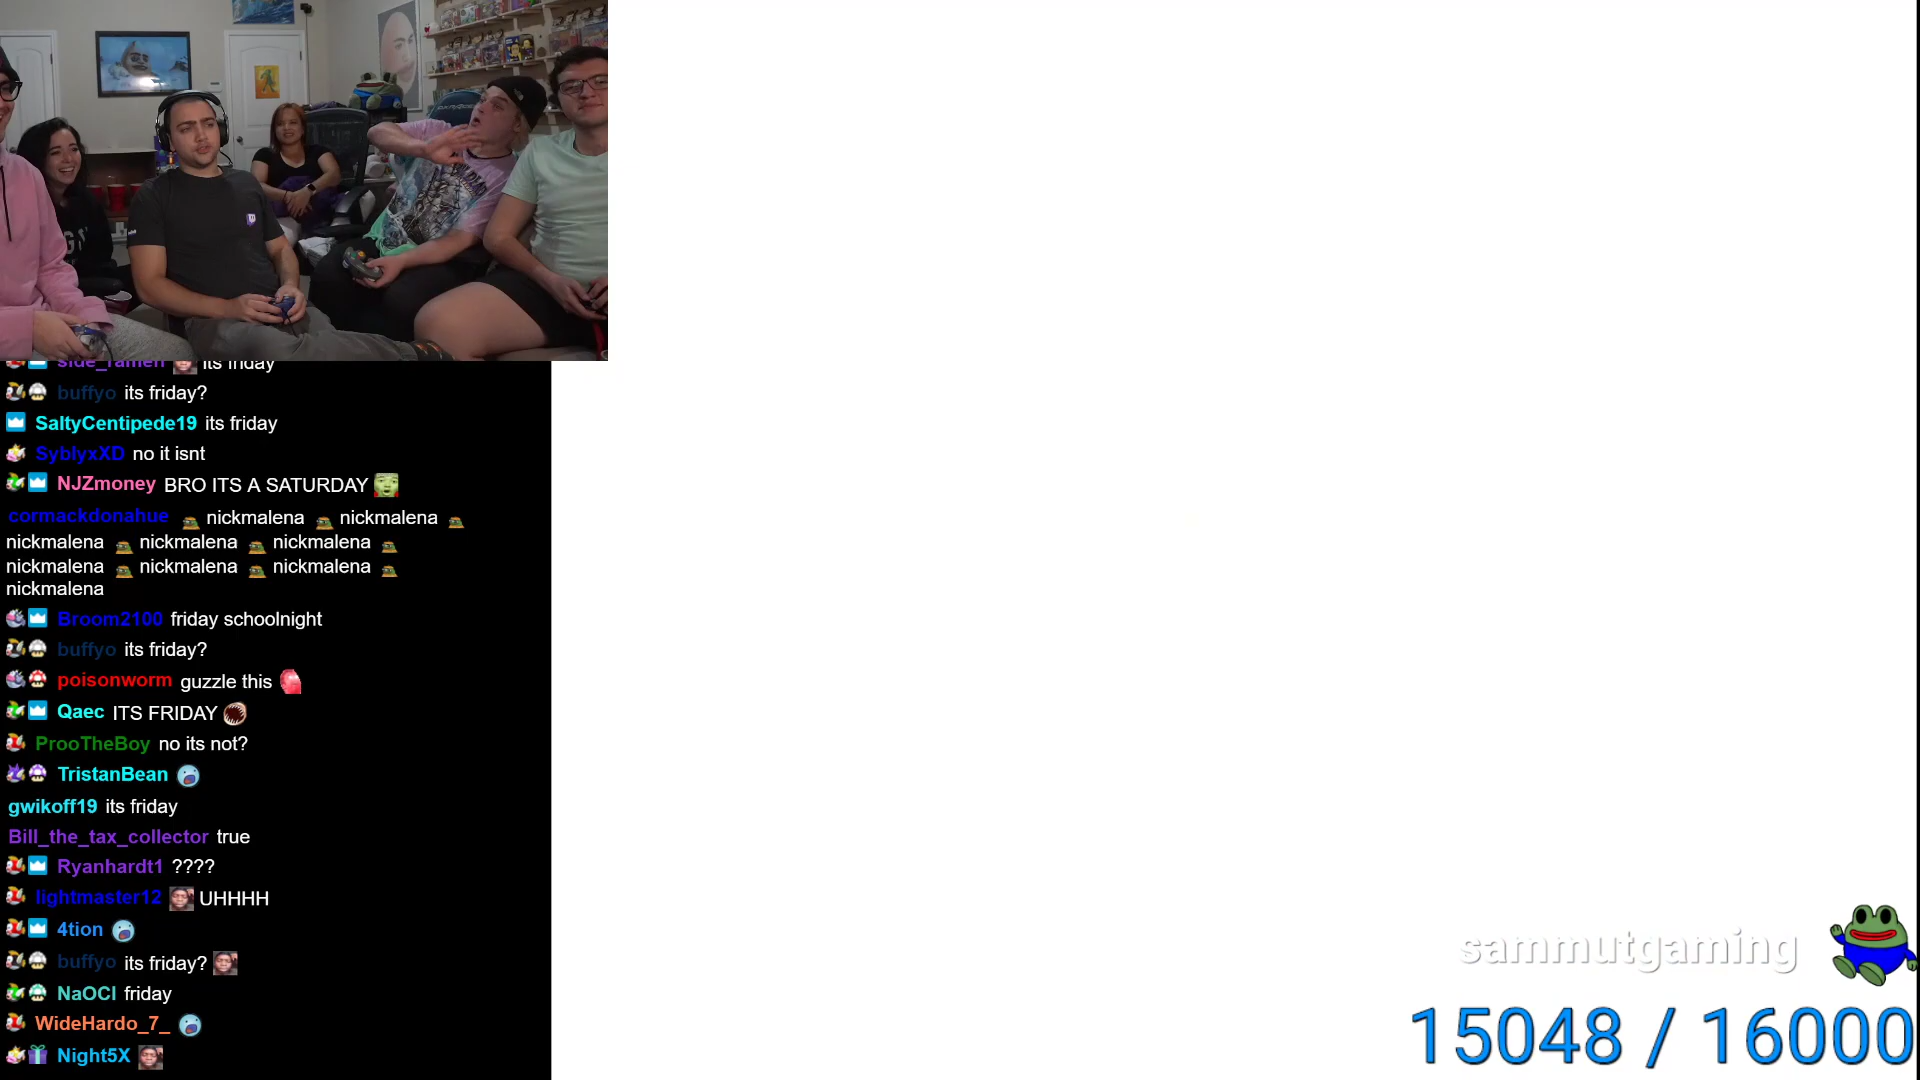 side_ramen its friday
buffyo its friday?
SaltyCentipede19 its friday
SyblyxXD no it isnt
NJZmoney BRO ITS A SATURDAY
cormackdonahue nickmalena nickmalena
nickmalena nickmalena nickmalena
nickmalena nickmalena nickmalena
nickmalena
Broom2100 friday schoolnight
buffyo its friday?
poisonworm guzzle this
Qaec ITS FRIDAY
ProoTheBoy no its not?
TristanBean
gwikoff19 its friday
Bill_the_tax_collector true
Ryanhardt1 ????
lightmaster12 UHHHH
4tion
buffyo its friday?
NaOCl friday
WideHardo_7_
Night5X
sammutgaming
15048 / 16000